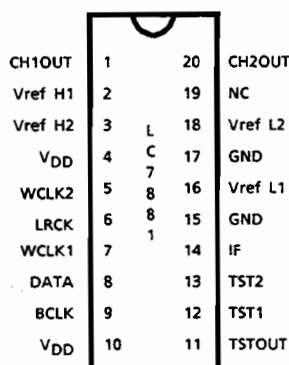 CH1OUT 1 20 CH2OUT
Vref H1 2 19 NC
Vref H2 3 18 Vref L2
VDD 4 17 GND
WCLK2 5 16 Vref L1
LRCK 6 15 GND
WCLK1 7 14 IF
DATA 8 13 TST2
BCLK 9 12 TST1
VDD 10 11 TSTOUT
LC7881